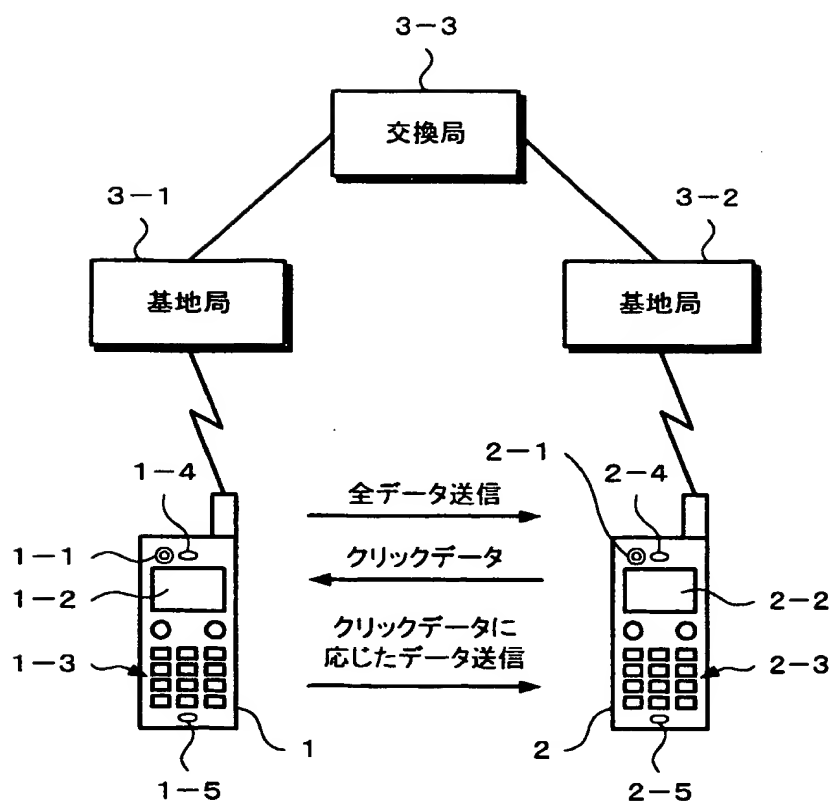 3-3
交換局
3-1
3-2
基地局
基地局
1-4
2-1
2-4
全データ送信
1-1
クリックデータ
1-2
2-2
クリックデータに
応じたデータ送信
1-3
2-3
1
2
1-5
2-5